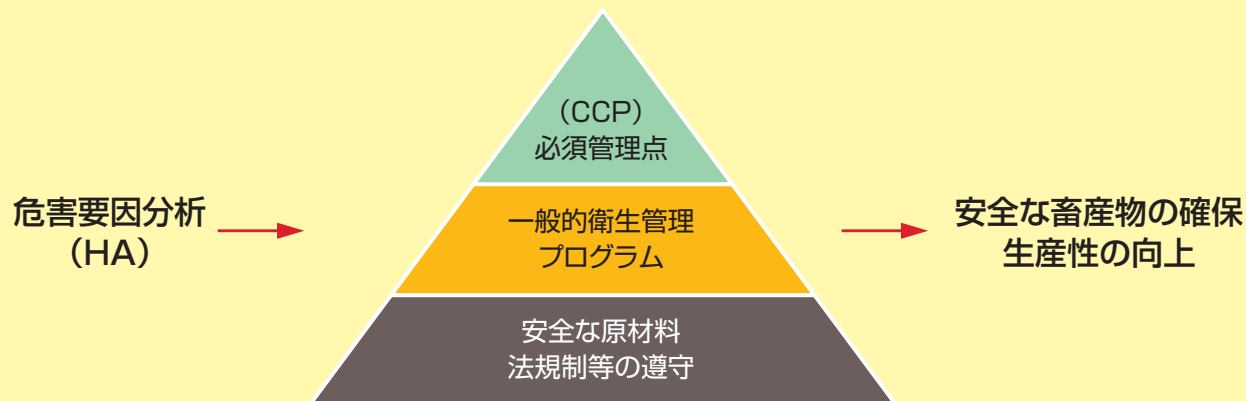 (CCP)
必須管理点
危害要因分析
(HA)
一般的衛生管理
プログラム
安全な畜産物の確保
生産性の向上
安全な原材料
法規制等の遵守